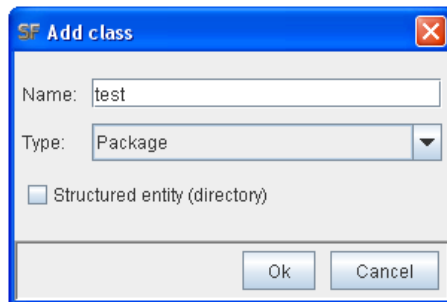 SF Add class
Name: test
Type: Package
Structured entity (directory)
Ok Cancel